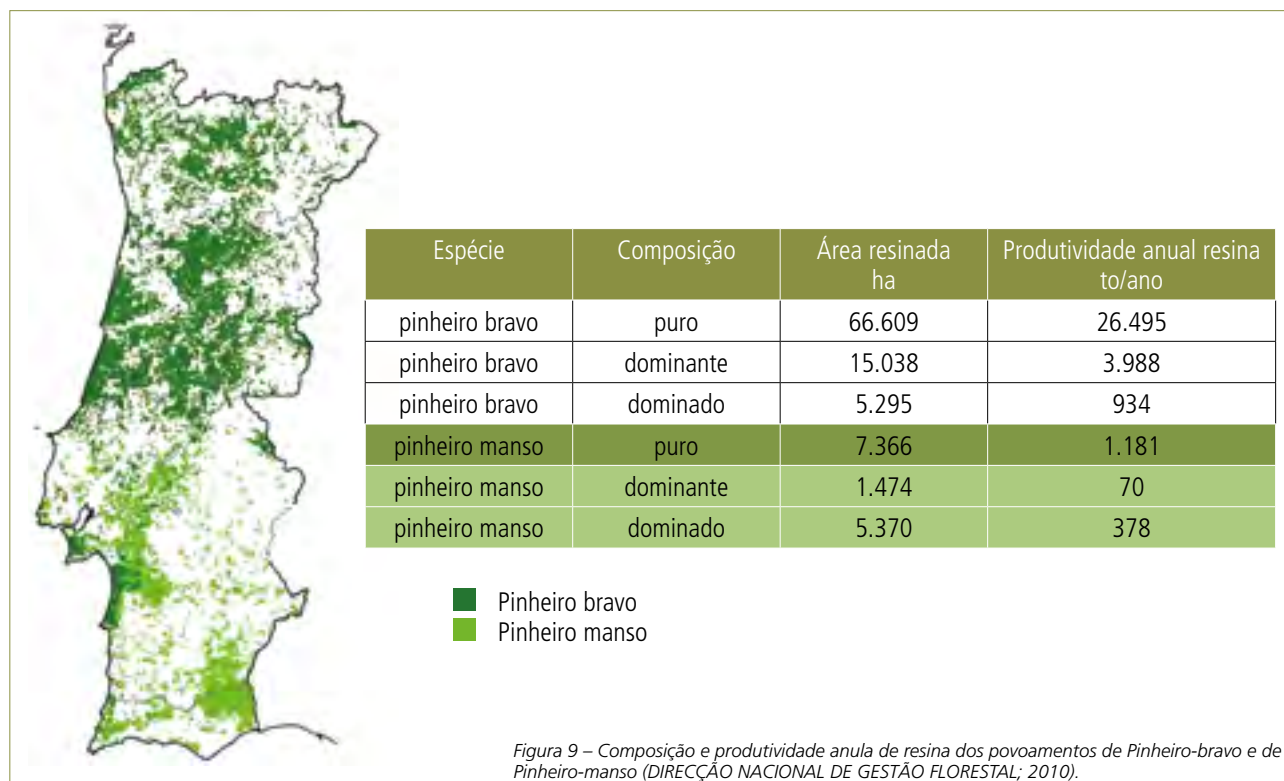 Espécie Composição Área resinada Produtividade anual resina
ha to/ano
pinheiro bravo puro 66.609 26.495
pinheiro bravo dominante 15.038 3.988
pinheiro bravo dominado 5.295 934
pinheiro manso puro 7.366 1.181
pinheiro manso dominante 1.474 70
pinheiro manso dominado 5.370 378
Pinheiro bravo
Pinheiro manso
Figura 9 – Composição e produtividade anula de resina dos povoamentos de Pinheiro-bravo e de
Pinheiro-manso (DIRECÇÃO NACIONAL DE GESTÃO FLORESTAL; 2010).